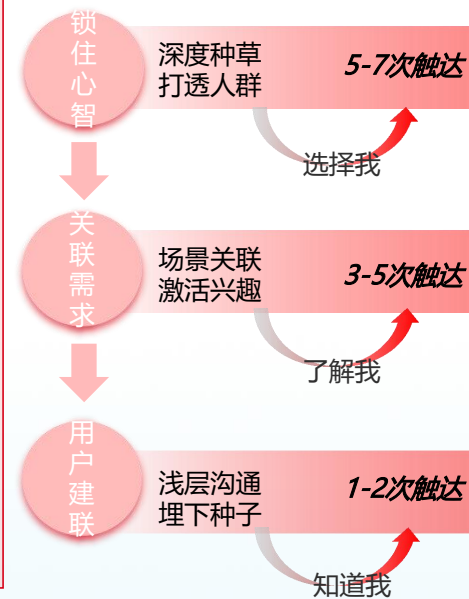 锁住心智
深度种草
打透人群
5-7次触达
选择我
关联需求
场景关联
激活兴趣
3-5次触达
了解我
用户建联
浅层沟通
埋下种子
1-2次触达
知道我